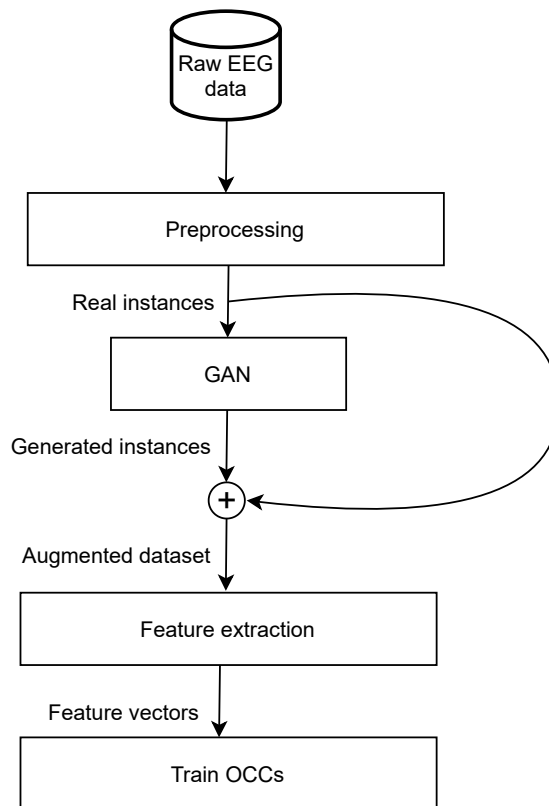 Raw EEG
data
Preprocessing
Real instances
GAN
Generated instances
+
Augmented dataset
Feature extraction
Feature vectors
Train OCCs